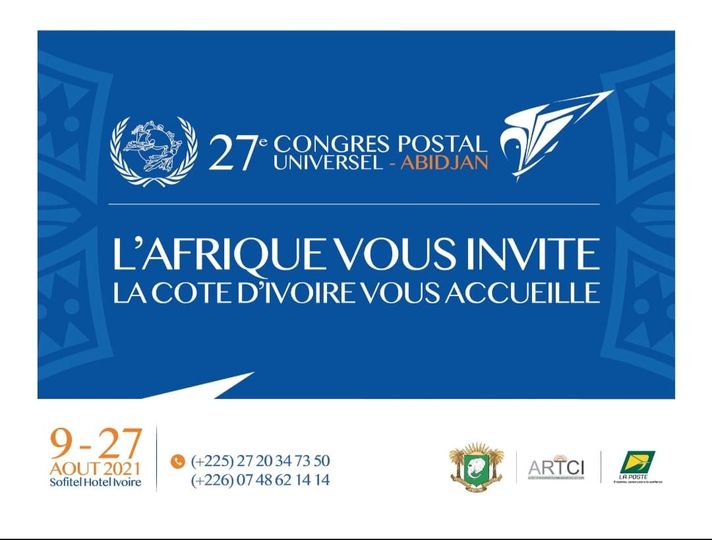 27e CONGRES POSTAL
UNIVERSEL - ABIDJAN
L'AFRIQUE VOUS INVITE
LA COTE D'IVOIRE VOUS ACCUEILLE
9 - 27
AOUT 2021
Sofitel Hotel Ivoire
(+225) 27 20 34 73 50
(+226) 07 48 62 14 14
ARTCI
LA POSTE